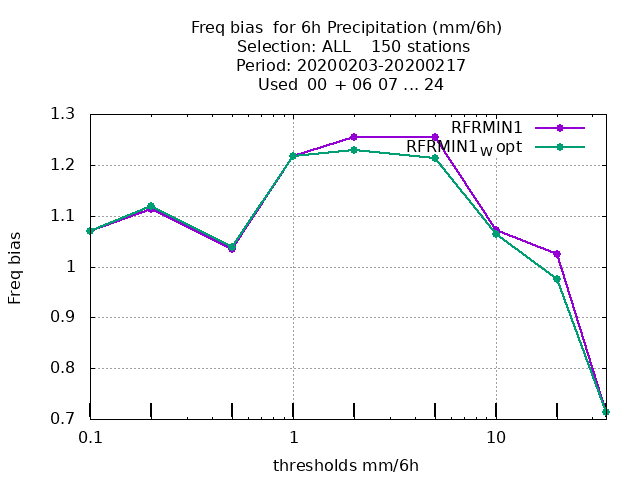 Freq bias  for 6h Precipitation (mm/6h)
Selection: ALL    150 stations
Period: 20200203-20200217
Used  00  + 06 07 ... 24
RFRMIN1
RFRMIN1W opt
1.3
1.2
1.1
1
0.9
0.8
0.7
Freq bias
0.1 1 10
thresholds mm/6h